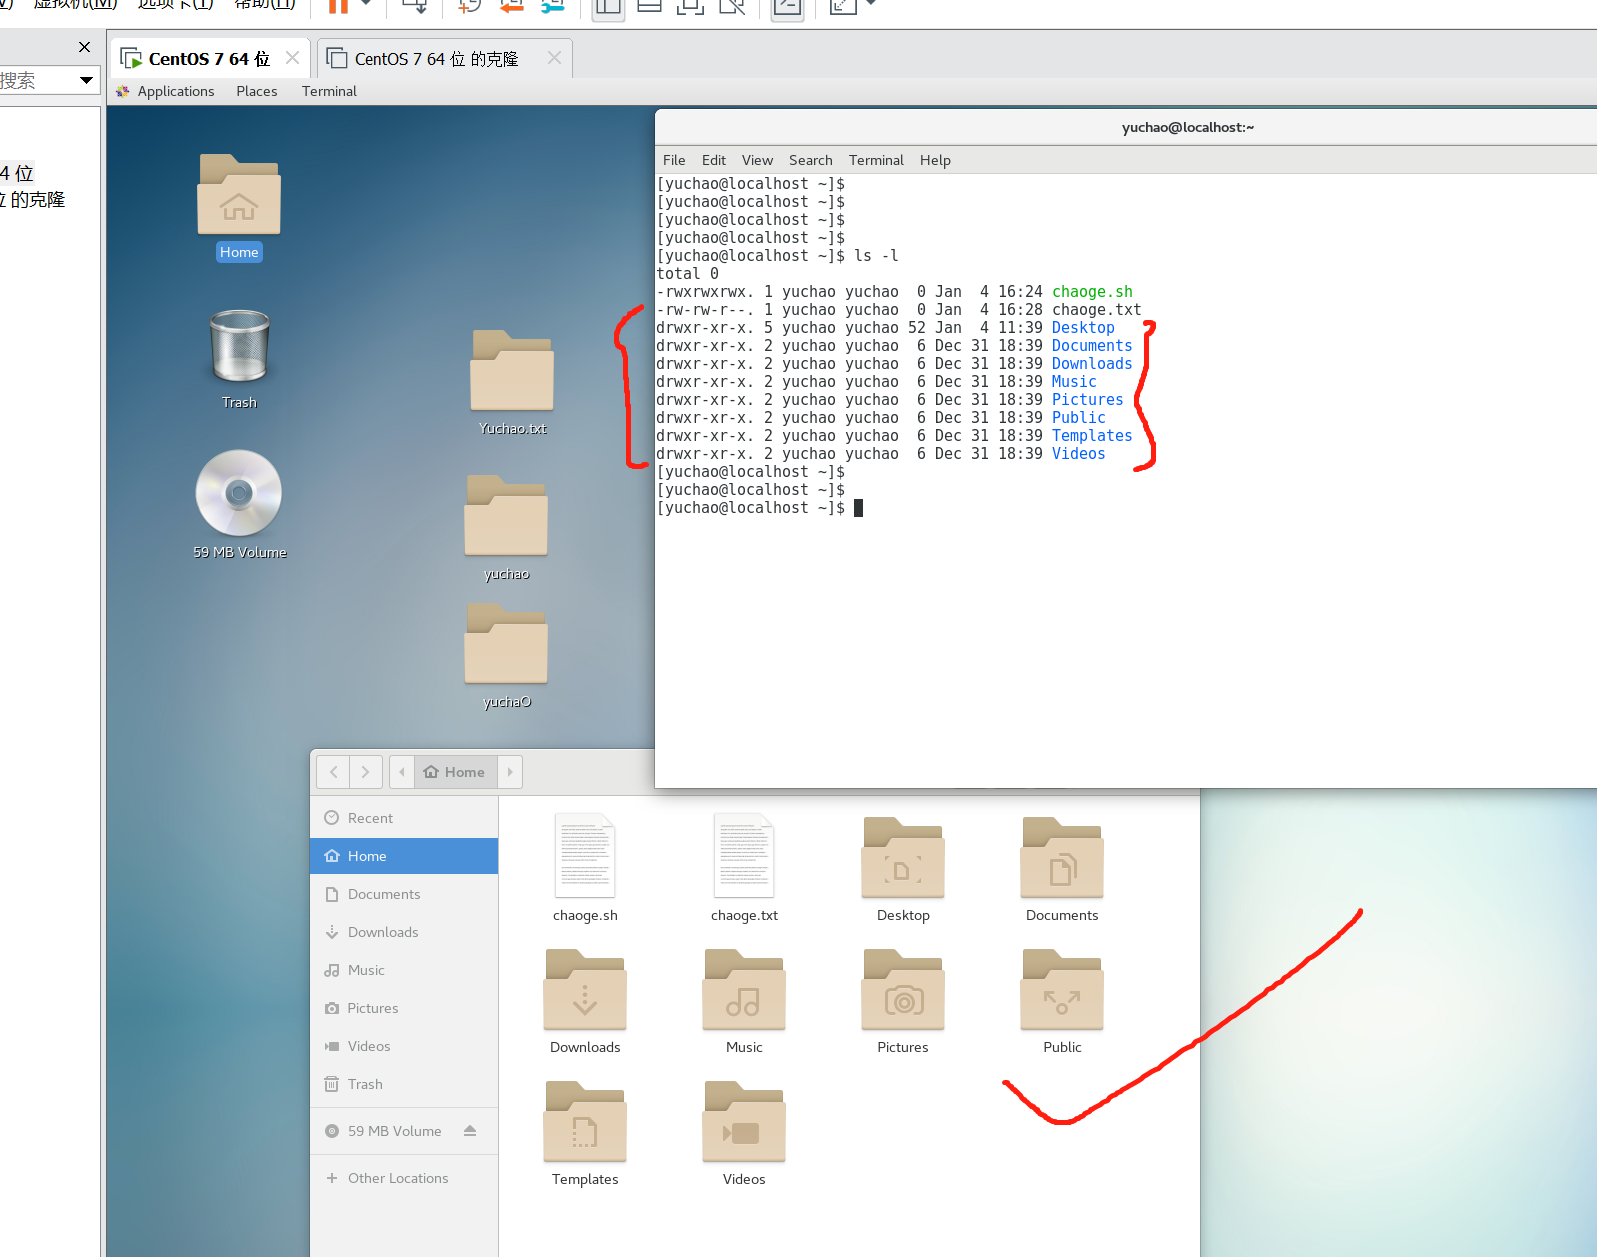 虚拟机(M) 选项卡(T) 帮助(H)
CentOS 7 64 位
CentOS 7 64 位 的克隆
搜索
Applications Places Terminal
4 位
位 的克隆
Home
Trash
59 MB Volume
Yuchao.txt
yuchao
yuchaO
yuchao@localhost:~
File Edit View Search Terminal Help
[yuchao@localhost ~]$
[yuchao@localhost ~]$
[yuchao@localhost ~]$
[yuchao@localhost ~]$
[yuchao@localhost ~]$ ls -l
total 0
-rwxrwxrwx. 1 yuchao yuchao  0 Jan  4 16:24 chaoge.sh
-rw-rw-r--. 1 yuchao yuchao  0 Jan  4 16:28 chaoge.txt
drwxr-xr-x. 5 yuchao yuchao 52 Jan  4 11:39 Desktop
drwxr-xr-x. 2 yuchao yuchao  6 Dec 31 18:39 Documents
drwxr-xr-x. 2 yuchao yuchao  6 Dec 31 18:39 Downloads
drwxr-xr-x. 2 yuchao yuchao  6 Dec 31 18:39 Music
drwxr-xr-x. 2 yuchao yuchao  6 Dec 31 18:39 Pictures
drwxr-xr-x. 2 yuchao yuchao  6 Dec 31 18:39 Public
drwxr-xr-x. 2 yuchao yuchao  6 Dec 31 18:39 Templates
drwxr-xr-x. 2 yuchao yuchao  6 Dec 31 18:39 Videos
[yuchao@localhost ~]$
[yuchao@localhost ~]$
[yuchao@localhost ~]$
Home
Recent
Home
Documents
Downloads
Music
Pictures
Videos
Trash
59 MB Volume
Other Locations
chaoge.sh chaoge.txt Desktop Documents
Downloads Music Pictures Public
Templates Videos